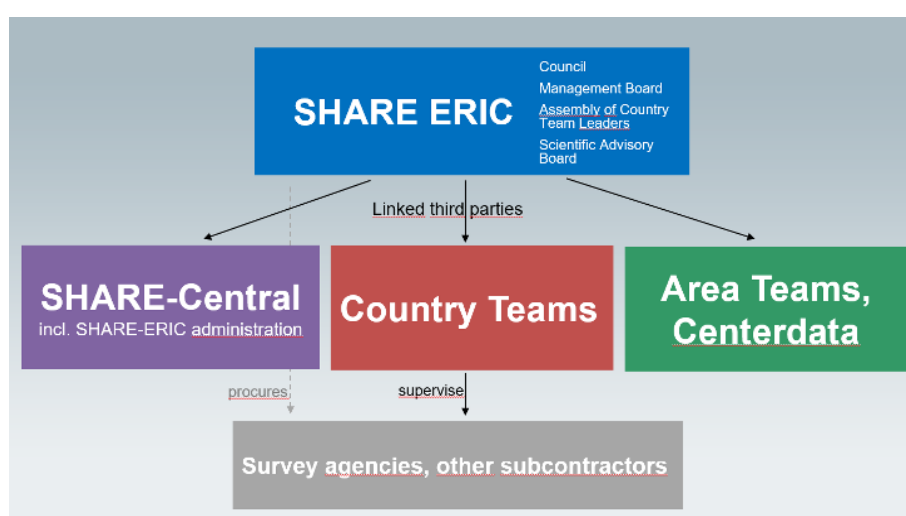 SHARE ERIC
Council
Management Board
Assembly of Country
Team Leaders
Scientific Advisory
Board
Linked third parties
SHARE-Central
incl. SHARE-ERIC administration
Country Teams
Area Teams,
Centerdata
procures
supervise
Survey agencies, other subcontractors